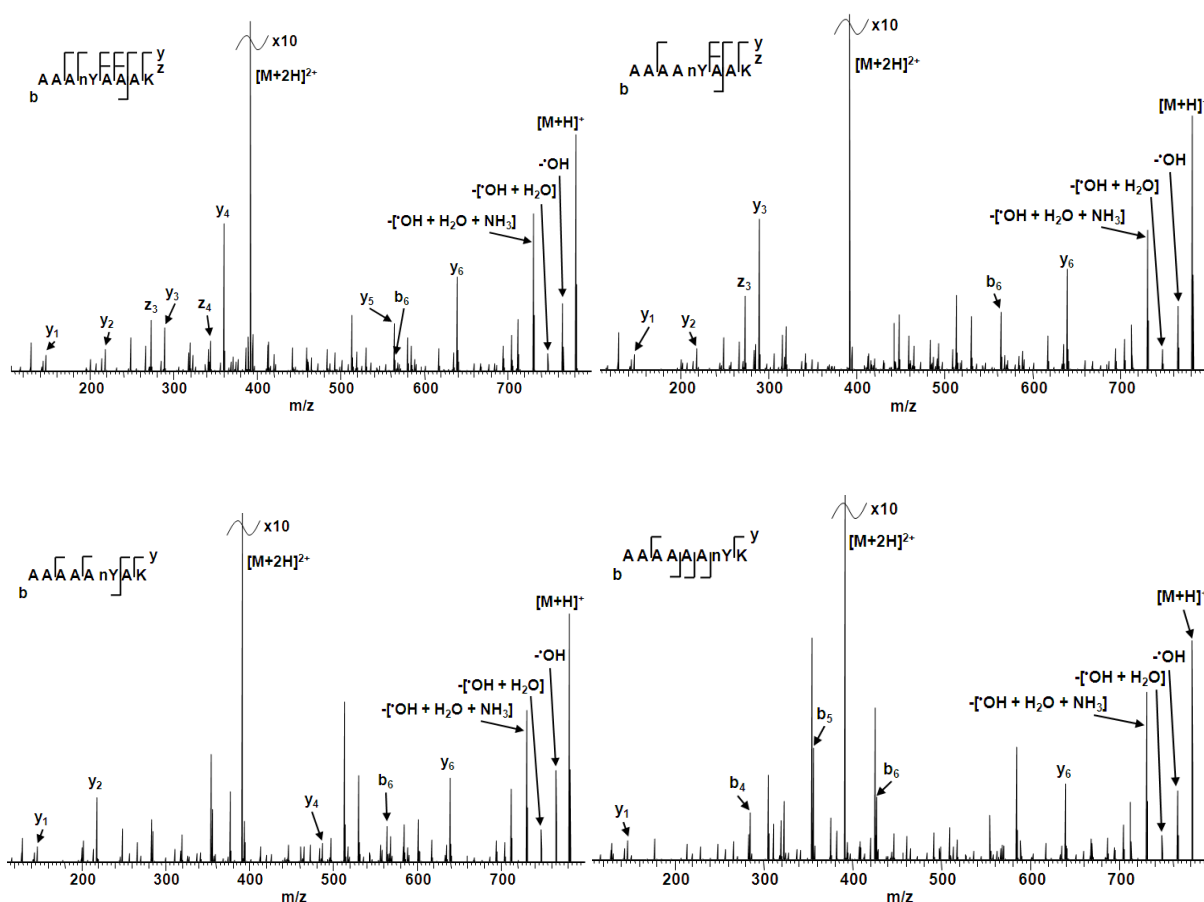 x10
[M+2H]2+
y
z
AAAnYAAAK
b
[M+H]+
-•OH
-[•OH + H2O]
-[•OH + H2O + NH3]
y4
y6
z3
y3
z4
y5
b6
y1
y2
200 300 400 500 600 700
m/z
x10
[M+2H]2+
y
z
AAAAnYAAK
b
[M+H]+
-•OH
-[•OH + H2O]
-[•OH + H2O + NH3]
y3
y6
z3
b6
y1
y2
200 300 400 500 600 700
m/z
x10
[M+2H]2+
y
AAAAAnYAK
b
[M+H]+
-•OH
-[•OH + H2O]
-[•OH + H2O + NH3]
y2
y6
y4
b6
y1
200 300 400 500 600 700
m/z
x10
[M+2H]2+
y
AAAAAAnYK
b
[M+H]+
-•OH
-[•OH + H2O]
-[•OH + H2O + NH3]
b5
b4
b6
y6
y1
200 300 400 500 600 700
m/z